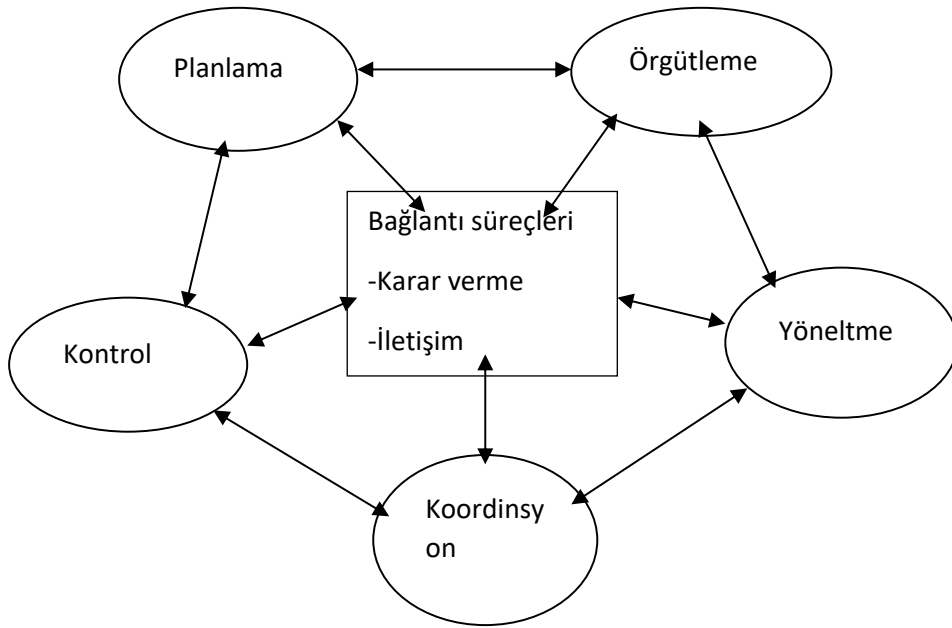 Planlama
Örgütleme
Bağlantı süreçleri
-Karar verme
-İletişim
Kontrol
Yöneltme
Koordinsy
on